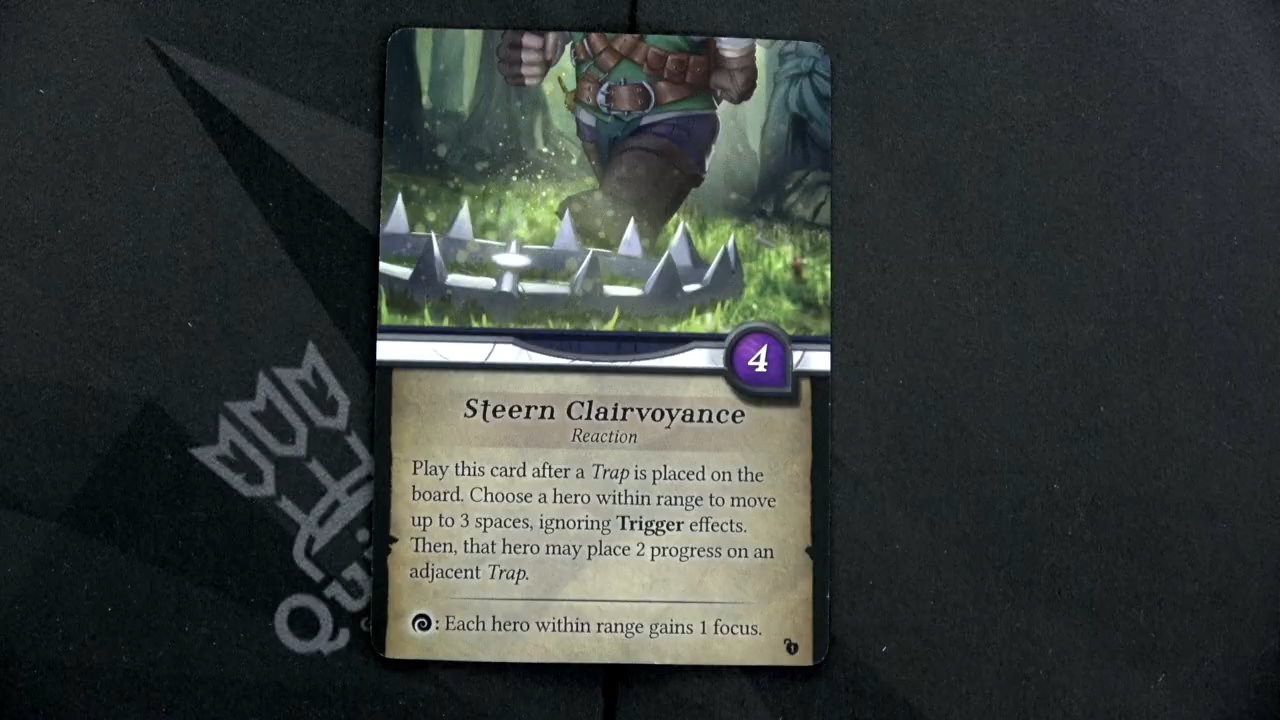 4
Steern Clairvoyance
Reaction
Play this card after a Trap is placed on the
board. Choose a hero within range to move
up to 3 spaces, ignoring Trigger effects.
Then, that hero may place 2 progress on an
adjacent Trap.
: Each hero within range gains 1 focus.